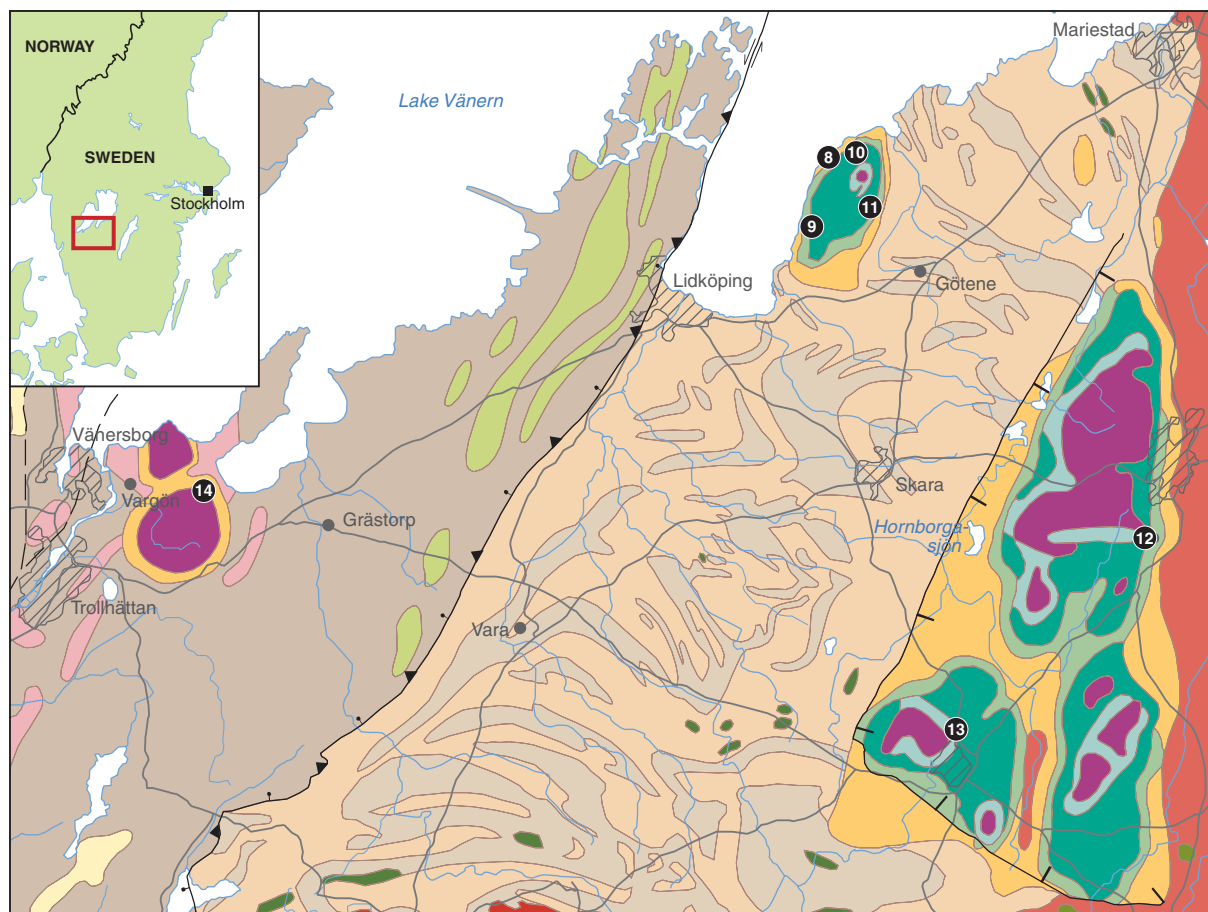 NORWAY
SWEDEN
Stockholm
Lake Vänern
Mariestad
8
10
11
9
Lidköping
Götene
Vänersborg
14
Vargön
Grästorp
Skara
Hornborga-
sjön
12
Trollhättan
Vara
13